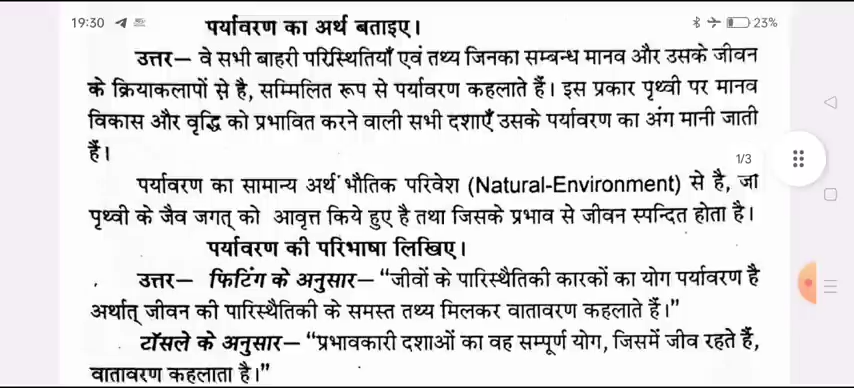 19:30
23%
पर्यावरण का अर्थ बताइए।
उत्तर— वे सभी बाहरी परिस्थितियाँ एवं तथ्य जिनका सम्बन्ध मानव और उसके जीवन
के क्रियाकलापों से है, सम्मिलित रूप से पर्यावरण कहलाते हैं। इस प्रकार पृथ्वी पर मानव
विकास और वृद्धि को प्रभावित करने वाली सभी दशाएँ उसके पर्यावरण का अंग मानी जाती
हैं।
1/3
पर्यावरण का सामान्य अर्थ भौतिक परिवेश (Natural-Environment) से है, जो
पृथ्वी के जैव जगत् को आवृत्त किये हुए है तथा जिसके प्रभाव से जीवन स्पन्दित होता है।
पर्यावरण की परिभाषा लिखिए।
उत्तर— फिटिंग के अनुसार— “जीवों के पारिस्थैतिकी कारकों का योग पर्यावरण है
अर्थात् जीवन की पारिस्थैतिकी के समस्त तथ्य मिलकर वातावरण कहलाते हैं।”
टॉसले के अनुसार— “प्रभावकारी दशाओं का वह सम्पूर्ण योग, जिसमें जीव रहते हैं,
वातावरण कहलाता है।”